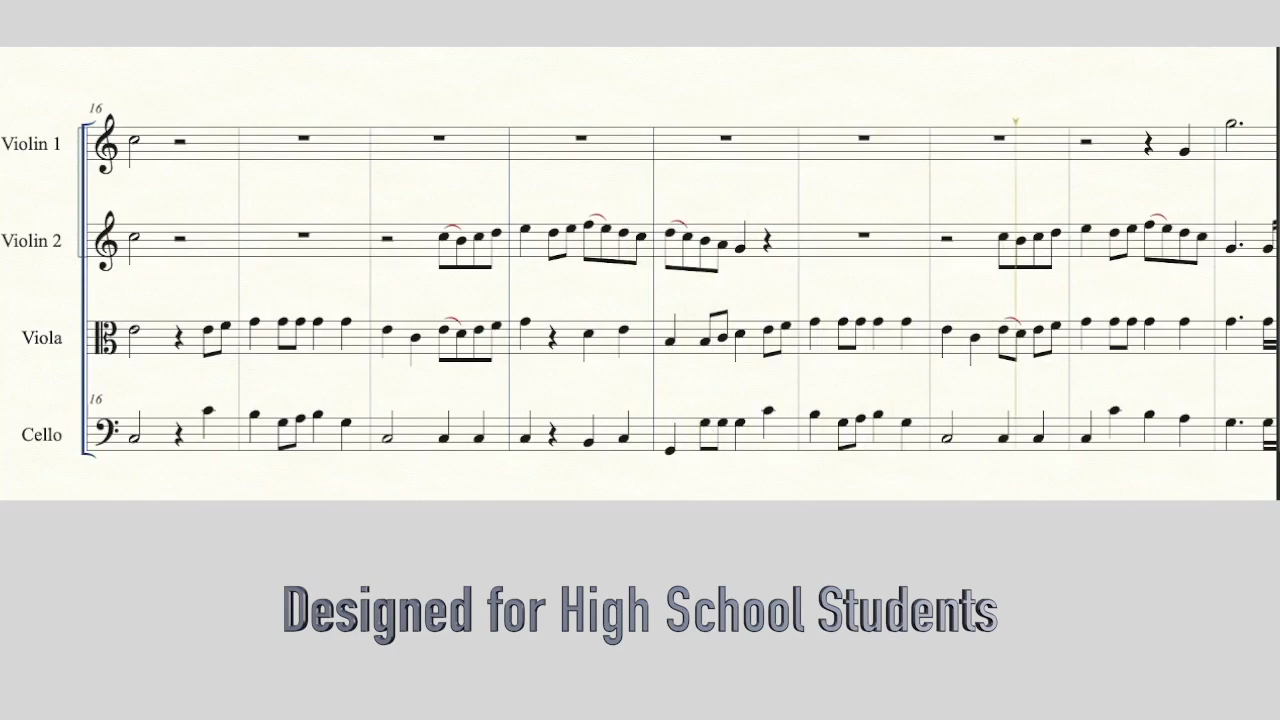 16
Violin 1
Violin 2
Viola
16
Cello
Designed for High School Students